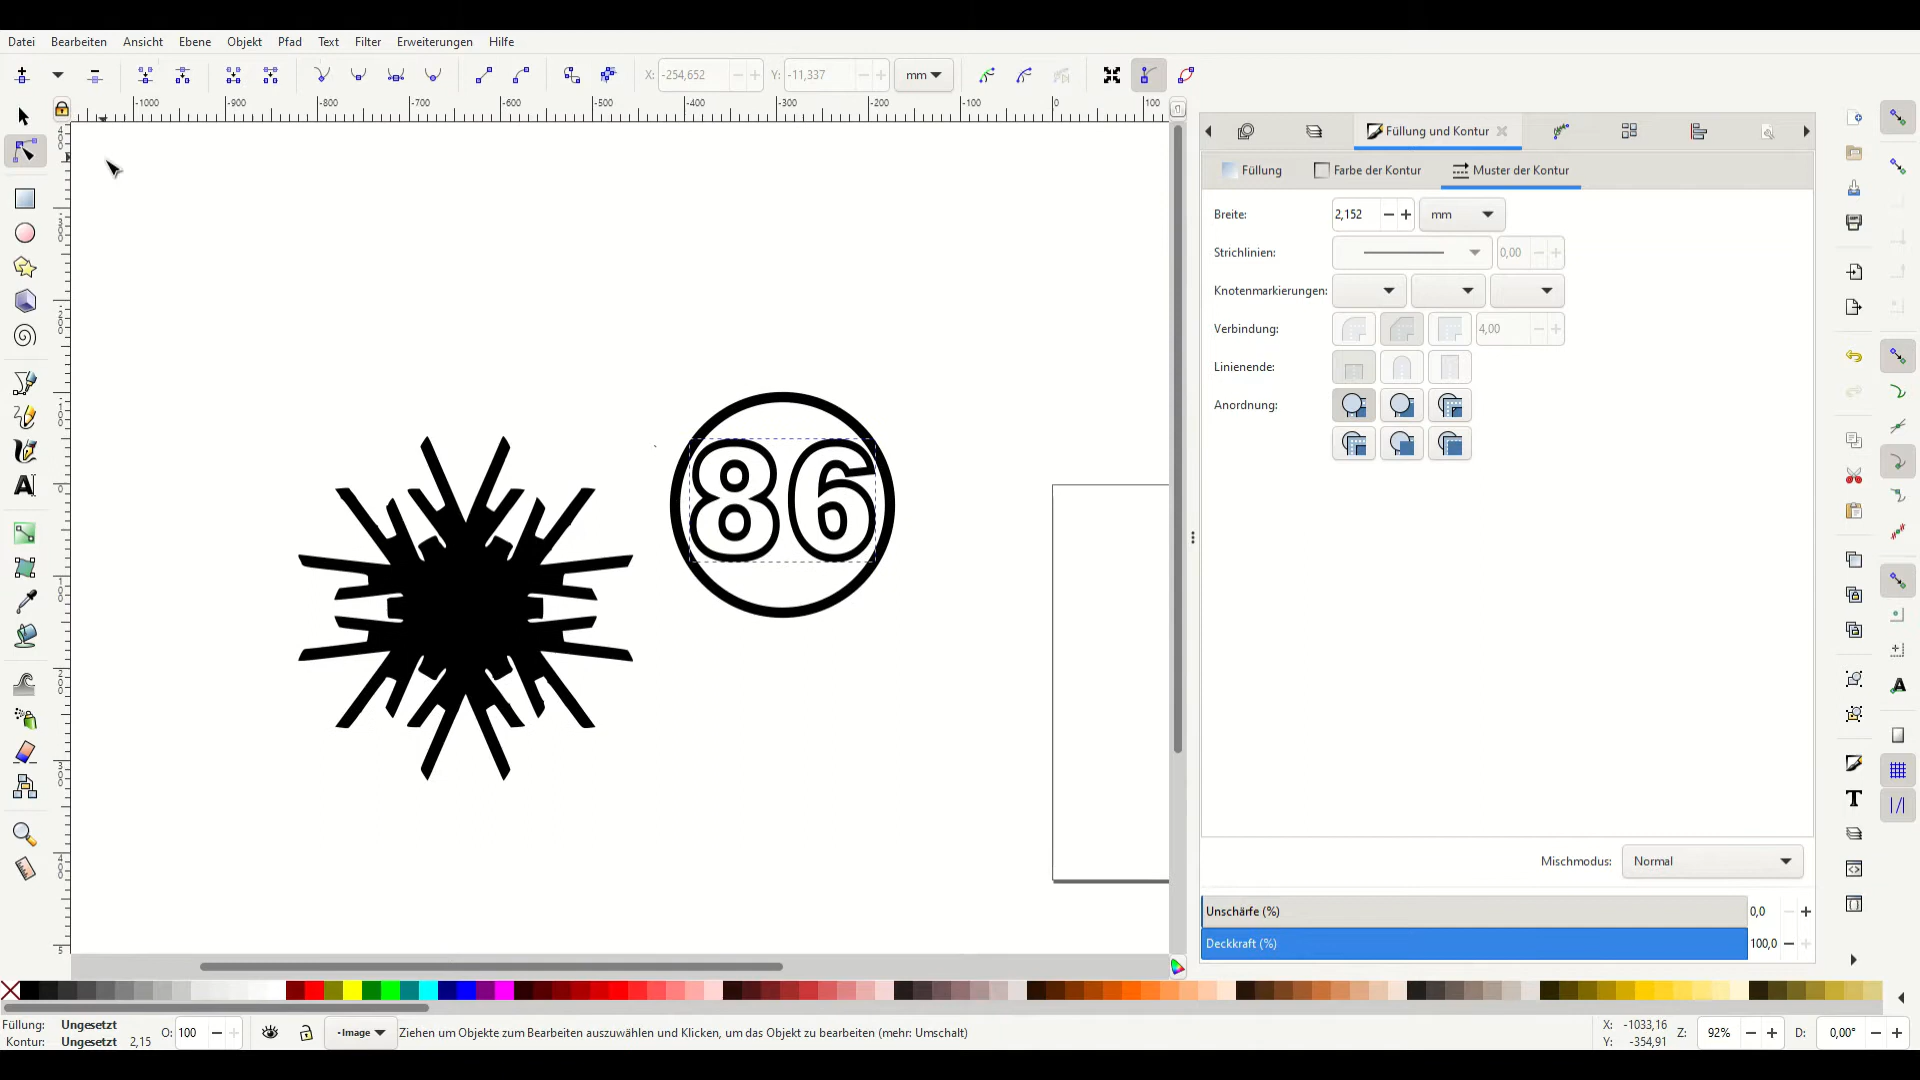 Datei Bearbeiten Ansicht Ebene Objekt Pfad Text Filter Erweiterungen Hilfe
X: -254,652 Y: -11,337 mm
-1000 -900 -800 -700 -600 -500 -400 -300 -200 -100 0 100
Füllung und Kontur
Füllung Farbe der Kontur Muster der Kontur
Breite: 2,152 mm
Strichlinien: 0,00
Knotenmarkierungen:
Verbindung: 4,00
Linienende:
Anordnung:
86
Mischmodus: Normal
Unschärfe (%) 0,0
Deckkraft (%) 100,0
Füllung: Ungesetzt
Kontur: Ungesetzt 2,15
O: 100
-Image
Ziehen um Objekte zum Bearbeiten auszuwählen und Klicken, um das Objekt zu bearbeiten (mehr: Umschalt)
X: -1033,16
Y: -354,91
Z: 92% D: 0,00°